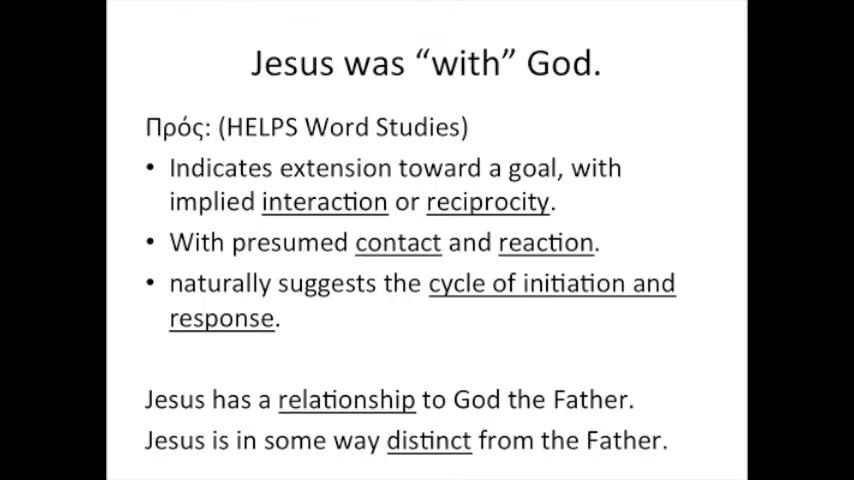 Jesus was “with” God.
Πρός: (HELPS Word Studies)
• Indicates extension toward a goal, with
implied interaction or reciprocity.
• With presumed contact and reaction.
• naturally suggests the cycle of initiation and
response.
Jesus has a relationship to God the Father.
Jesus is in some way distinct from the Father.